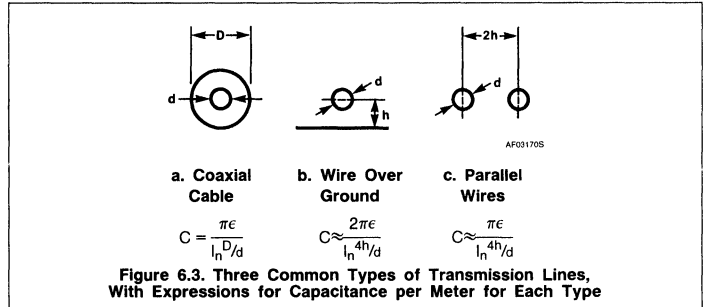 D
2h
d
d
h
d
AF03170S
a. Coaxial Cable
b. Wire Over Ground
c. Parallel Wires
C = πϵ / lₙ D/d
C ≈ 2πϵ / lₙ 4h/d
C ≈ πϵ / lₙ 4h/d
Figure 6.3. Three Common Types of Transmission Lines,
With Expressions for Capacitance per Meter for Each Type